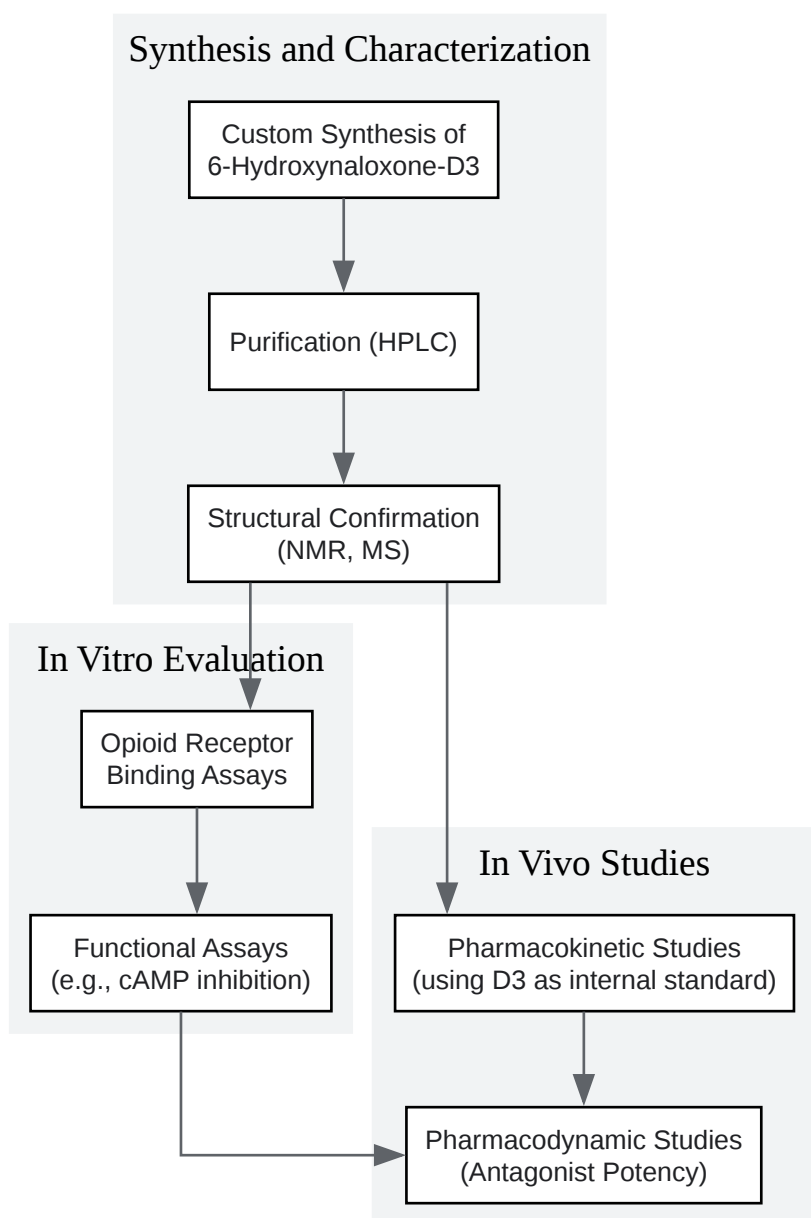 Synthesis and Characterization
Custom Synthesis of
6-Hydroxynaloxone-D3
Purification (HPLC)
Structural Confirmation
(NMR, MS)
In Vitro Evaluation
Opioid Receptor
Binding Assays
Functional Assays
(e.g., cAMP inhibition)
In Vivo Studies
Pharmacokinetic Studies
(using D3 as internal standard)
Pharmacodynamic Studies
(Antagonist Potency)